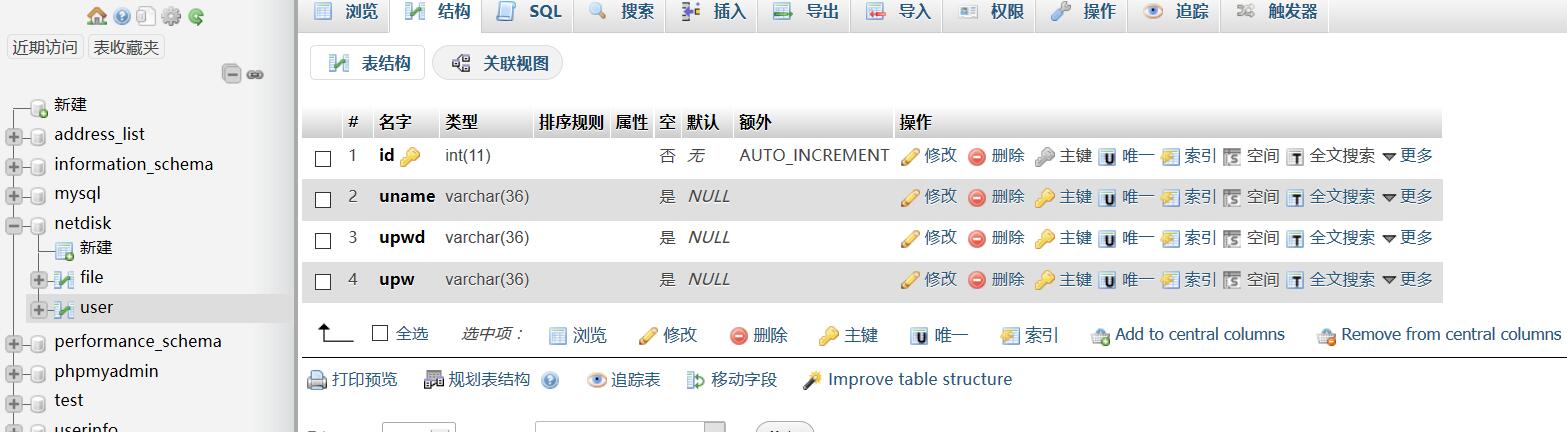 浏览 结构 SQL 搜索 插入 导出 导入 权限 操作 追踪 触发器
近期访问 表收藏夹
表结构 关联视图
新建
address_list
information_schema
mysql
netdisk
新建
file
user
performance_schema
phpmyadmin
test
userinfo
# 名字 类型 排序规则 属性 空 默认 额外 操作
1 id int(11) 否 无 AUTO_INCREMENT 修改 删除 主键 唯一 索引 空间 全文搜索 更多
2 uname varchar(36) 是 NULL 修改 删除 主键 唯一 索引 空间 全文搜索 更多
3 upwd varchar(36) 是 NULL 修改 删除 主键 唯一 索引 空间 全文搜索 更多
4 upw varchar(36) 是 NULL 修改 删除 主键 唯一 索引 空间 全文搜索 更多
全选 选中项： 浏览 修改 删除 主键 唯一 索引 Add to central columns Remove from central columns
打印预览 规划表结构 追踪表 移动字段 Improve table structure